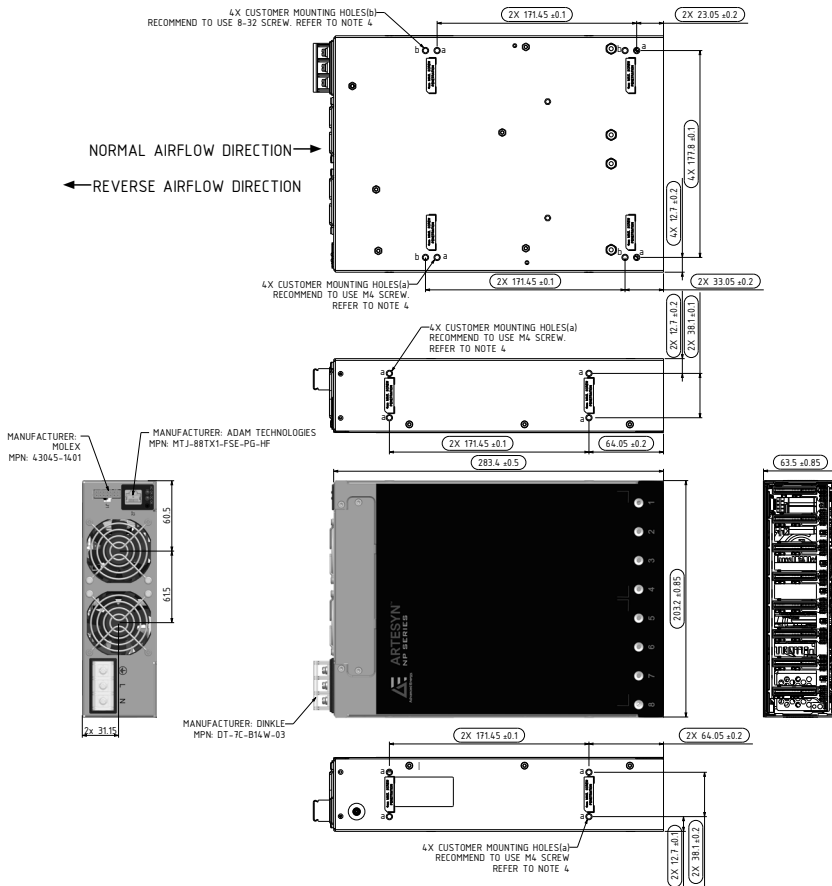 4X CUSTOMER MOUNTING HOLES(b)
RECOMMEND TO USE 8-32 SCREW. REFER TO NOTE 4
2X 171.45 ±0.1
2X 23.05 ±0.2
b
a
b
a
NORMAL AIRFLOW DIRECTION
REVERSE AIRFLOW DIRECTION
4X 177.8 ±0.1
4X 12.7 ±0.2
b
a
b
a
4X CUSTOMER MOUNTING HOLES(a)
RECOMMEND TO USE M4 SCREW.
REFER TO NOTE 4
2X 171.45 ±0.1
2X 33.05 ±0.2
2X 12.7 ±0.2
2X 38.1 ±0.1
4X CUSTOMER MOUNTING HOLES(a)
RECOMMEND TO USE M4 SCREW.
REFER TO NOTE 4
a
a
a
a
2X 171.45 ±0.1
64.05 ±0.2
MANUFACTURER:
MOLEX
MPN: 43045-1401
MANUFACTURER: ADAM TECHNOLOGIES
MPN: MTJ-88TX1-FSE-PG-HF
283.4 ±0.5
63.5 ±0.85
60.5
61.5
L
N
2x 31.15
1
2
3
4
5
6
7
8
ARTESYN
NP SERIES
203.2 ±0.85
MANUFACTURER: DINKLE
MPN: DT-7C-B14W-03
2X 171.45 ±0.1
2X 64.05 ±0.2
a
a
a
a
4X CUSTOMER MOUNTING HOLES(a)
RECOMMEND TO USE M4 SCREW
REFER TO NOTE 4
2X 12.7 ±0.1
2X 38.1 ±0.2